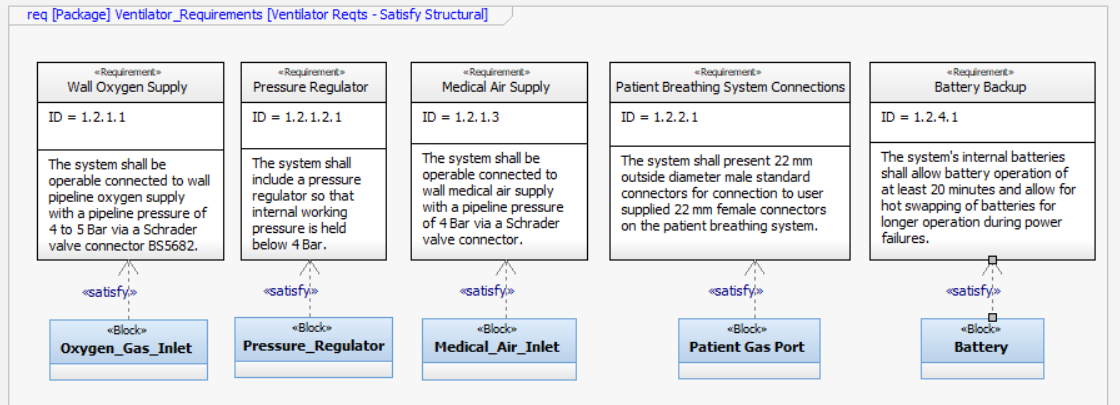 req [Package] Ventilator_Requirements [Ventilator Reqts - Satisfy Structural]
«Requirement»
Wall Oxygen Supply
ID = 1.2.1.1
The system shall be
operable connected to wall
pipeline oxygen supply
with a pipeline pressure of
4 to 5 Bar via a Schrader
valve connector BS5682.
«Requirement»
Pressure Regulator
ID = 1.2.1.2.1
The system shall
include a pressure
regulator so that
internal working
pressure is held
below 4 Bar.
«Requirement»
Medical Air Supply
ID = 1.2.1.3
The system shall be
operable connected to
wall medical air supply
with a pipeline pressure
of 4 Bar via a Schrader
valve connector.
«Requirement»
Patient Breathing System Connections
ID = 1.2.2.1
The system shall present 22 mm
outside diameter male standard
connectors for connection to user
supplied 22 mm female connectors
on the patient breathing system.
«Requirement»
Battery Backup
ID = 1.2.4.1
The system's internal batteries
shall allow battery operation of
at least 20 minutes and allow for
hot swapping of batteries for
longer operation during power
failures.
«satisfy»
«satisfy»
«satisfy»
«satisfy»
«satisfy»
«Block»
Oxygen_Gas_Inlet
«Block»
Pressure_Regulator
«Block»
Medical_Air_Inlet
«Block»
Patient Gas Port
«Block»
Battery